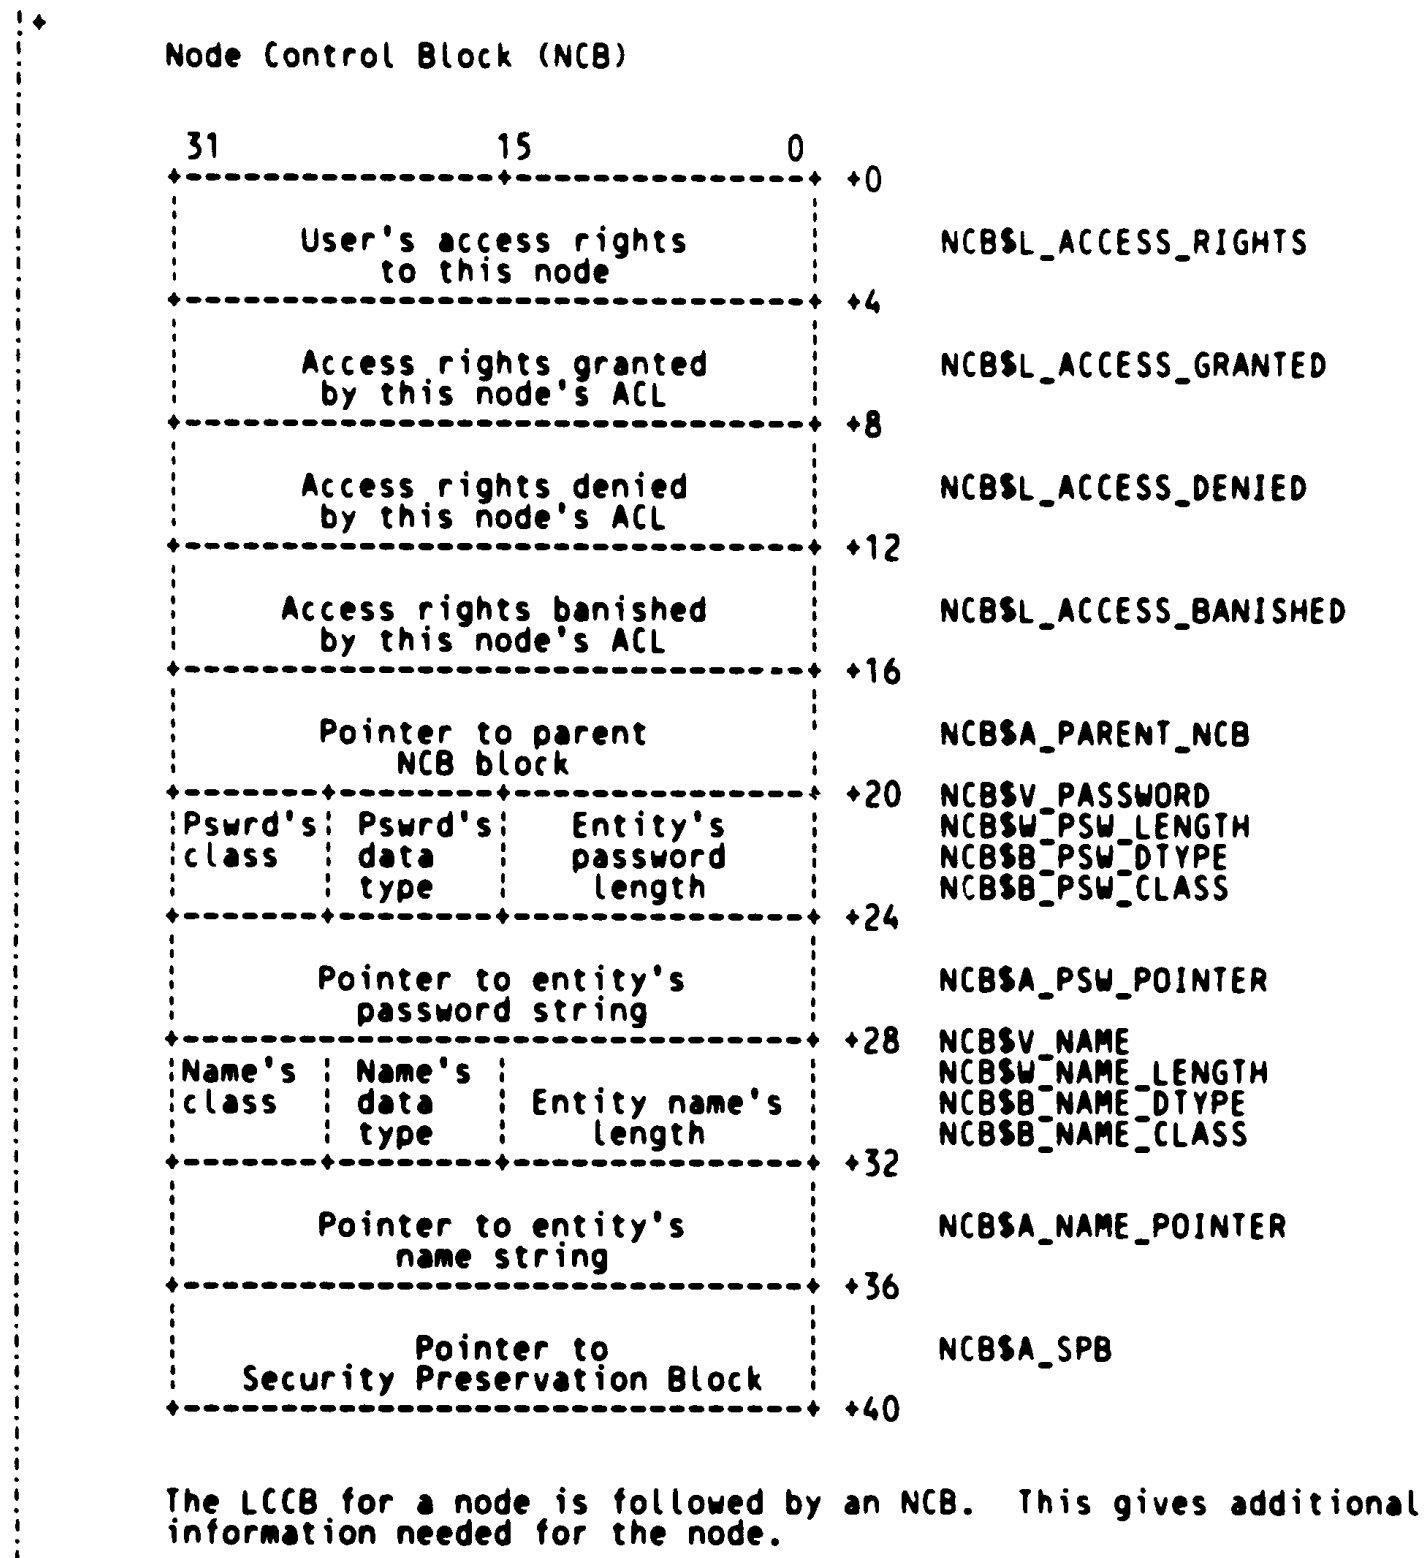 Node Control Block (NCB)
31 15 0
+0
User's access rights NCB$L_ACCESS_RIGHTS
to this node
+4
Access rights granted NCB$L_ACCESS_GRANTED
by this node's ACL
+8
Access rights denied NCB$L_ACCESS_DENIED
by this node's ACL
+12
Access rights banished NCB$L_ACCESS_BANISHED
by this node's ACL
+16
Pointer to parent NCB$A_PARENT_NCB
NCB block
+20 NCB$V_PASSWORD
Pswrd's Pswrd's Entity's NCB$W_PSW_LENGTH
class data password NCB$B_PSW_DTYPE
type length NCB$B_PSW_CLASS
+24
Pointer to entity's NCB$A_PSW_POINTER
password string
+28 NCB$V_NAME
Name's Name's NCB$W_NAME_LENGTH
class data Entity name's NCB$B_NAME_DTYPE
type length NCB$B_NAME_CLASS
+32
Pointer to entity's NCB$A_NAME_POINTER
name string
+36
Pointer to NCB$A_SPB
Security Preservation Block
+40
The LCCB for a node is followed by an NCB. This gives additional
information needed for the node.